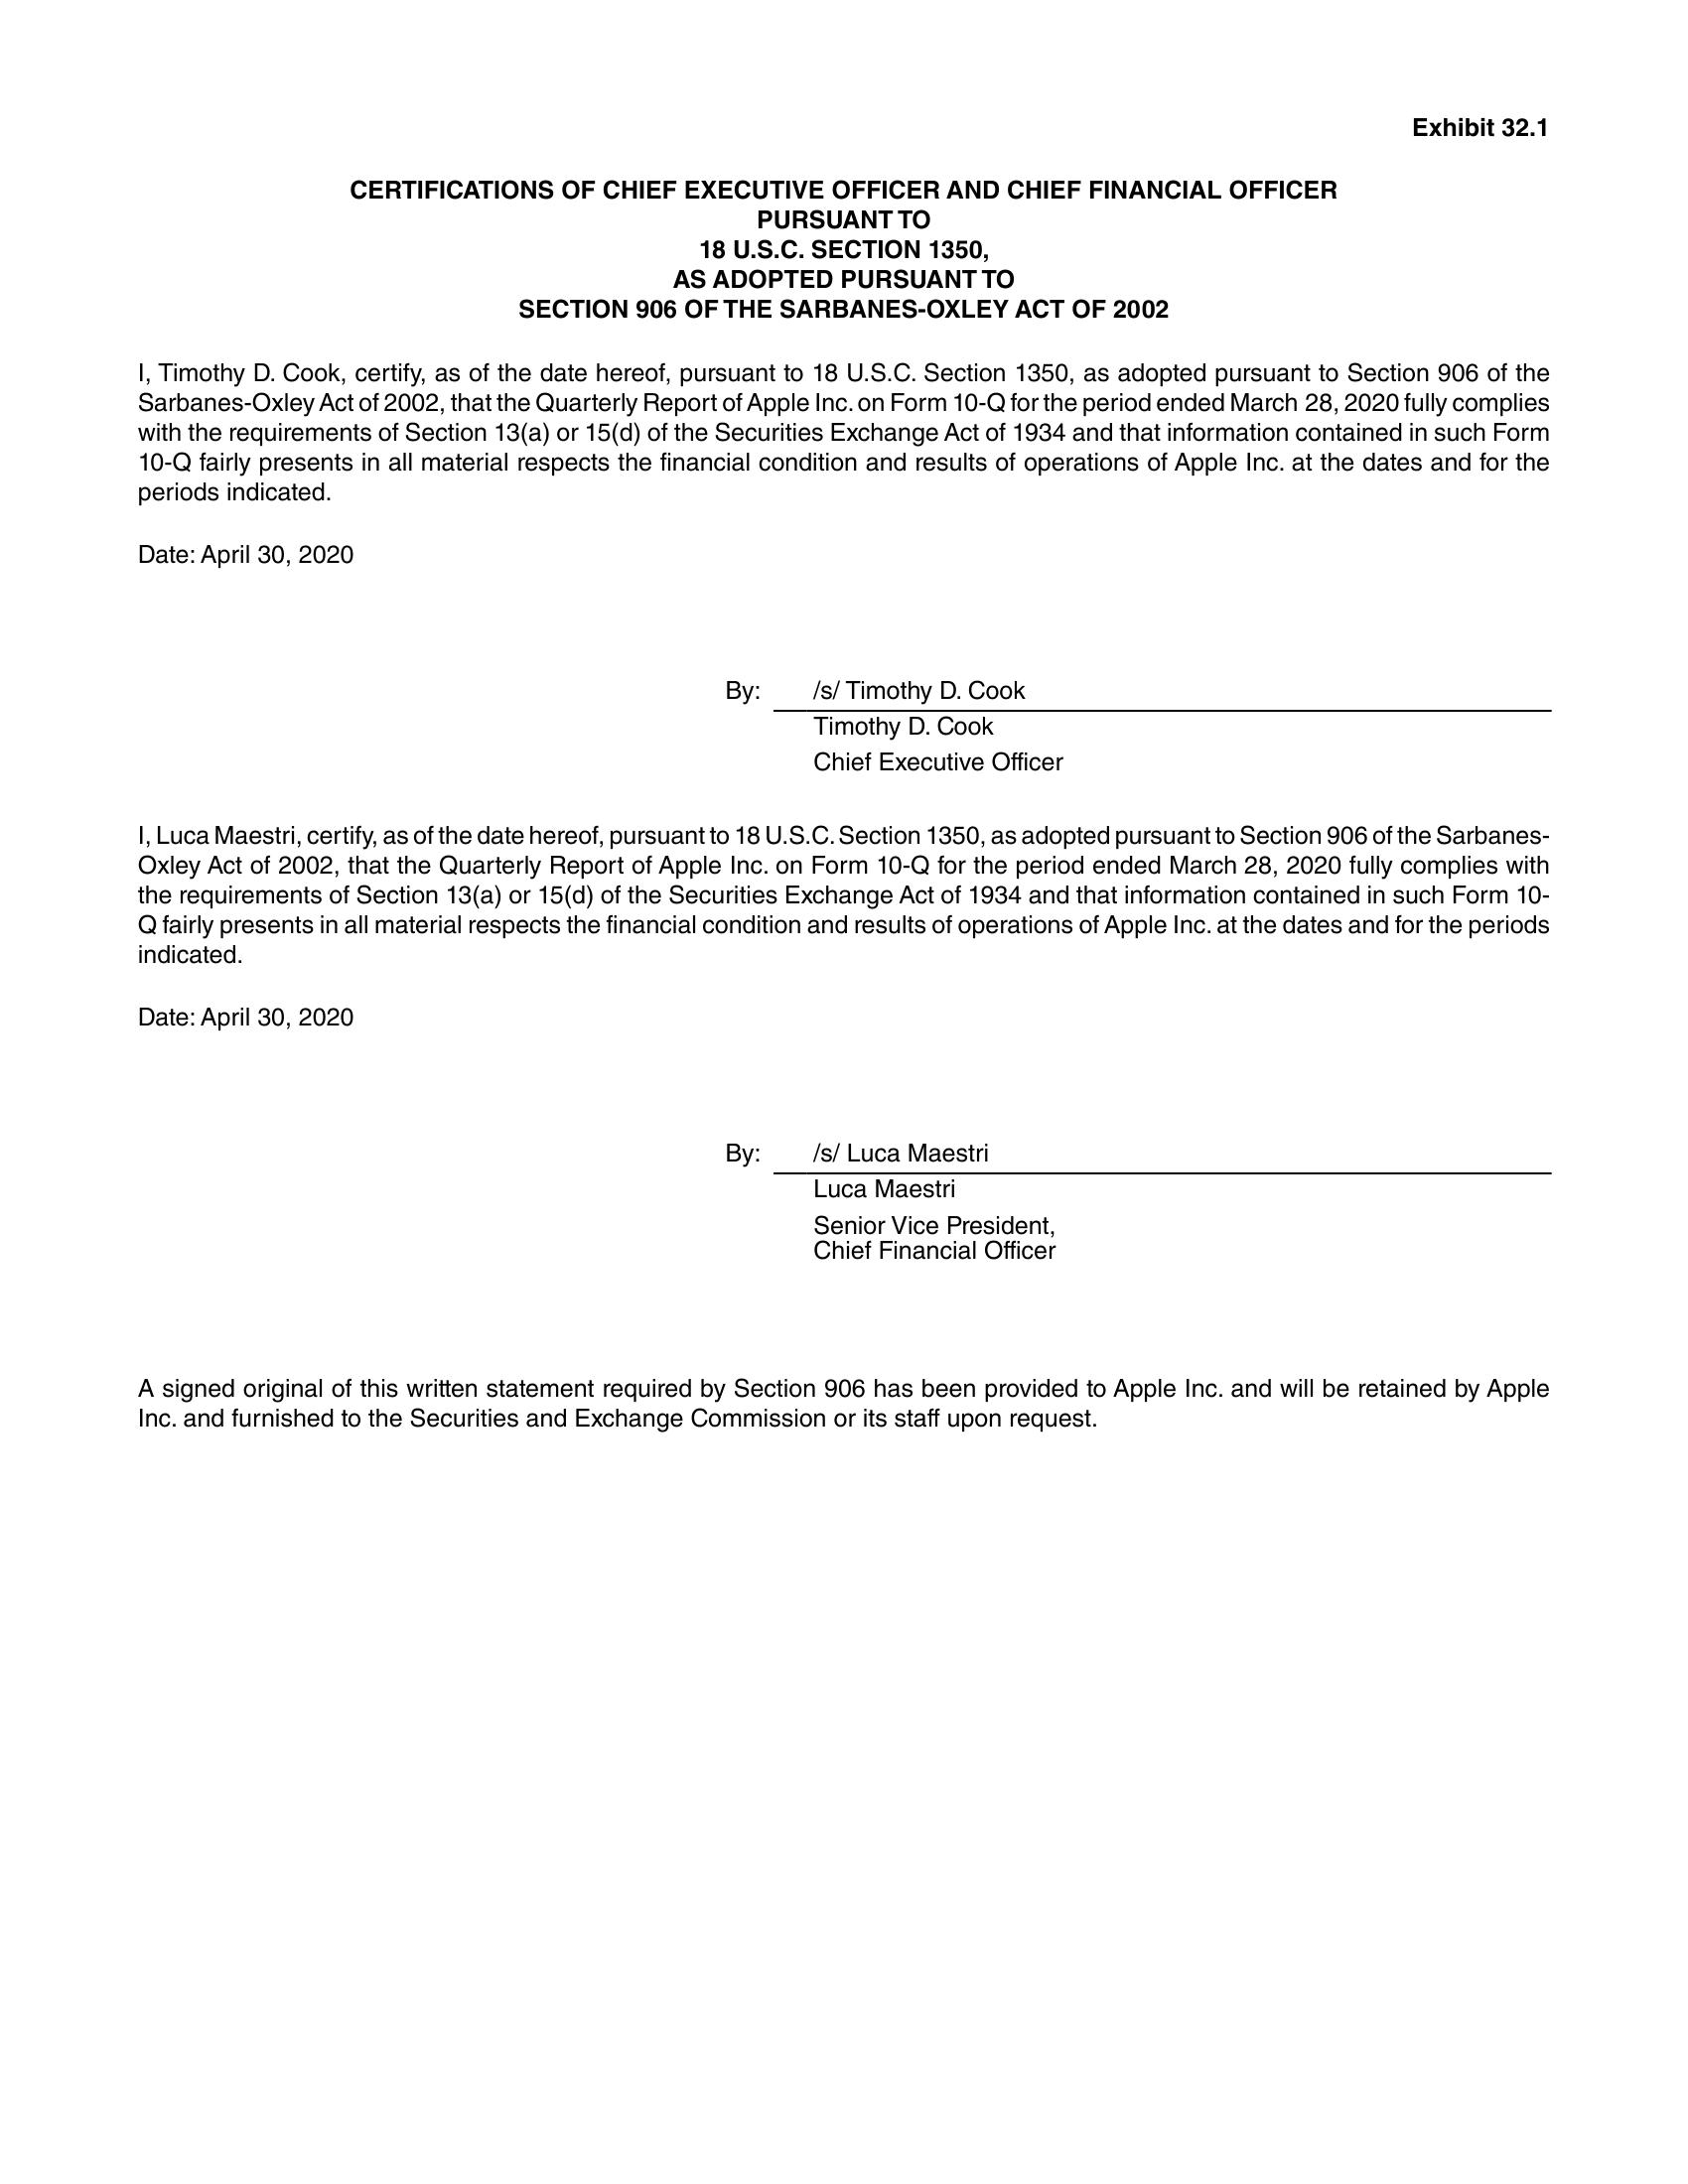 Exhibit 32.1
CERTIFICATIONS OF CHIEF EXECUTIVE OFFICER AND CHIEF FINANCIAL OFFICER
PURSUANT TO
18 U.S.C. SECTION 1350,
AS ADOPTED PURSUANT TO
SECTION 906 OF THE SARBANES-OXLEY ACT OF 2002
I, Timothy D. Cook, certify, as of the date hereof, pursuant to 18 U.S.C. Section 1350, as adopted pursuant to Section 906 of the
Sarbanes-Oxley Act of 2002, that the Quarterly Report of Apple Inc. on Form 10-Q for the period ended March 28, 2020 fully complies
with the requirements of Section 13(a) or 15(d) of the Securities Exchange Act of 1934 and that information contained in such Form
10-Q fairly presents in all material respects the financial condition and results of operations of Apple Inc. at the dates and for the
periods indicated.
Date: April 30, 2020
By: /s/ Timothy D. Cook
Timothy D. Cook
Chief Executive Officer
I, Luca Maestri, certify, as of the date hereof, pursuant to 18 U.S.C. Section 1350, as adopted pursuant to Section 906 of the Sarbanes-
Oxley Act of 2002, that the Quarterly Report of Apple Inc. on Form 10-Q for the period ended March 28, 2020 fully complies with
the requirements of Section 13(a) or 15(d) of the Securities Exchange Act of 1934 and that information contained in such Form 10-
Q fairly presents in all material respects the financial condition and results of operations of Apple Inc. at the dates and for the periods
indicated.
Date: April 30, 2020
By: /s/ Luca Maestri
Luca Maestri
Senior Vice President,
Chief Financial Officer
A signed original of this written statement required by Section 906 has been provided to Apple Inc. and will be retained by Apple
Inc. and furnished to the Securities and Exchange Commission or its staff upon request.